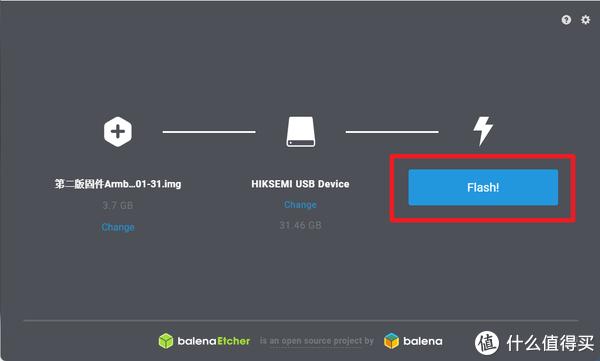 第二版固件Armb...01-31.img
3.7 GB
Change
HIKSEMI USB Device
Change
31.46 GB
Flash!
balenaEtcher is an open source project by balena
值 什么值得买